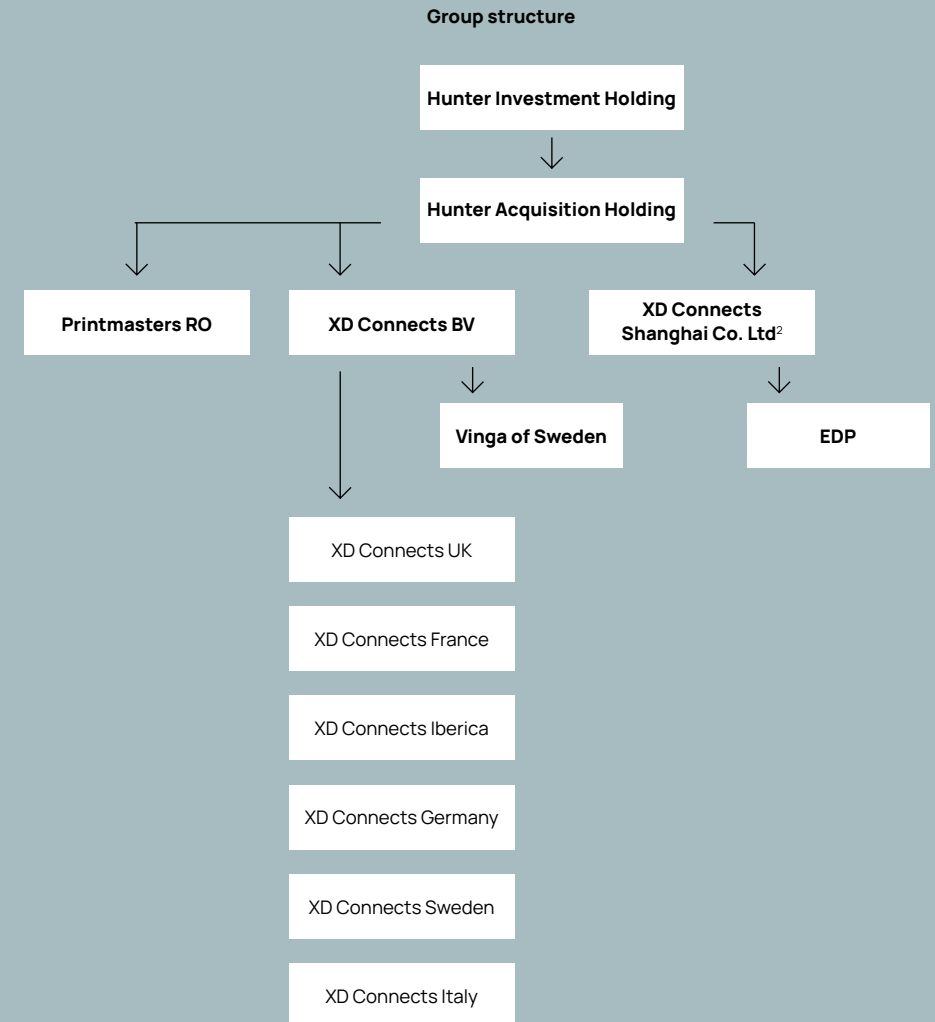 Group structure
Hunter Investment Holding
Hunter Acquisition Holding
Printmasters RO
XD Connects BV
XD Connects
Shanghai Co. Ltd²
Vinga of Sweden
EDP
XD Connects UK
XD Connects France
XD Connects Iberica
XD Connects Germany
XD Connects Sweden
XD Connects Italy